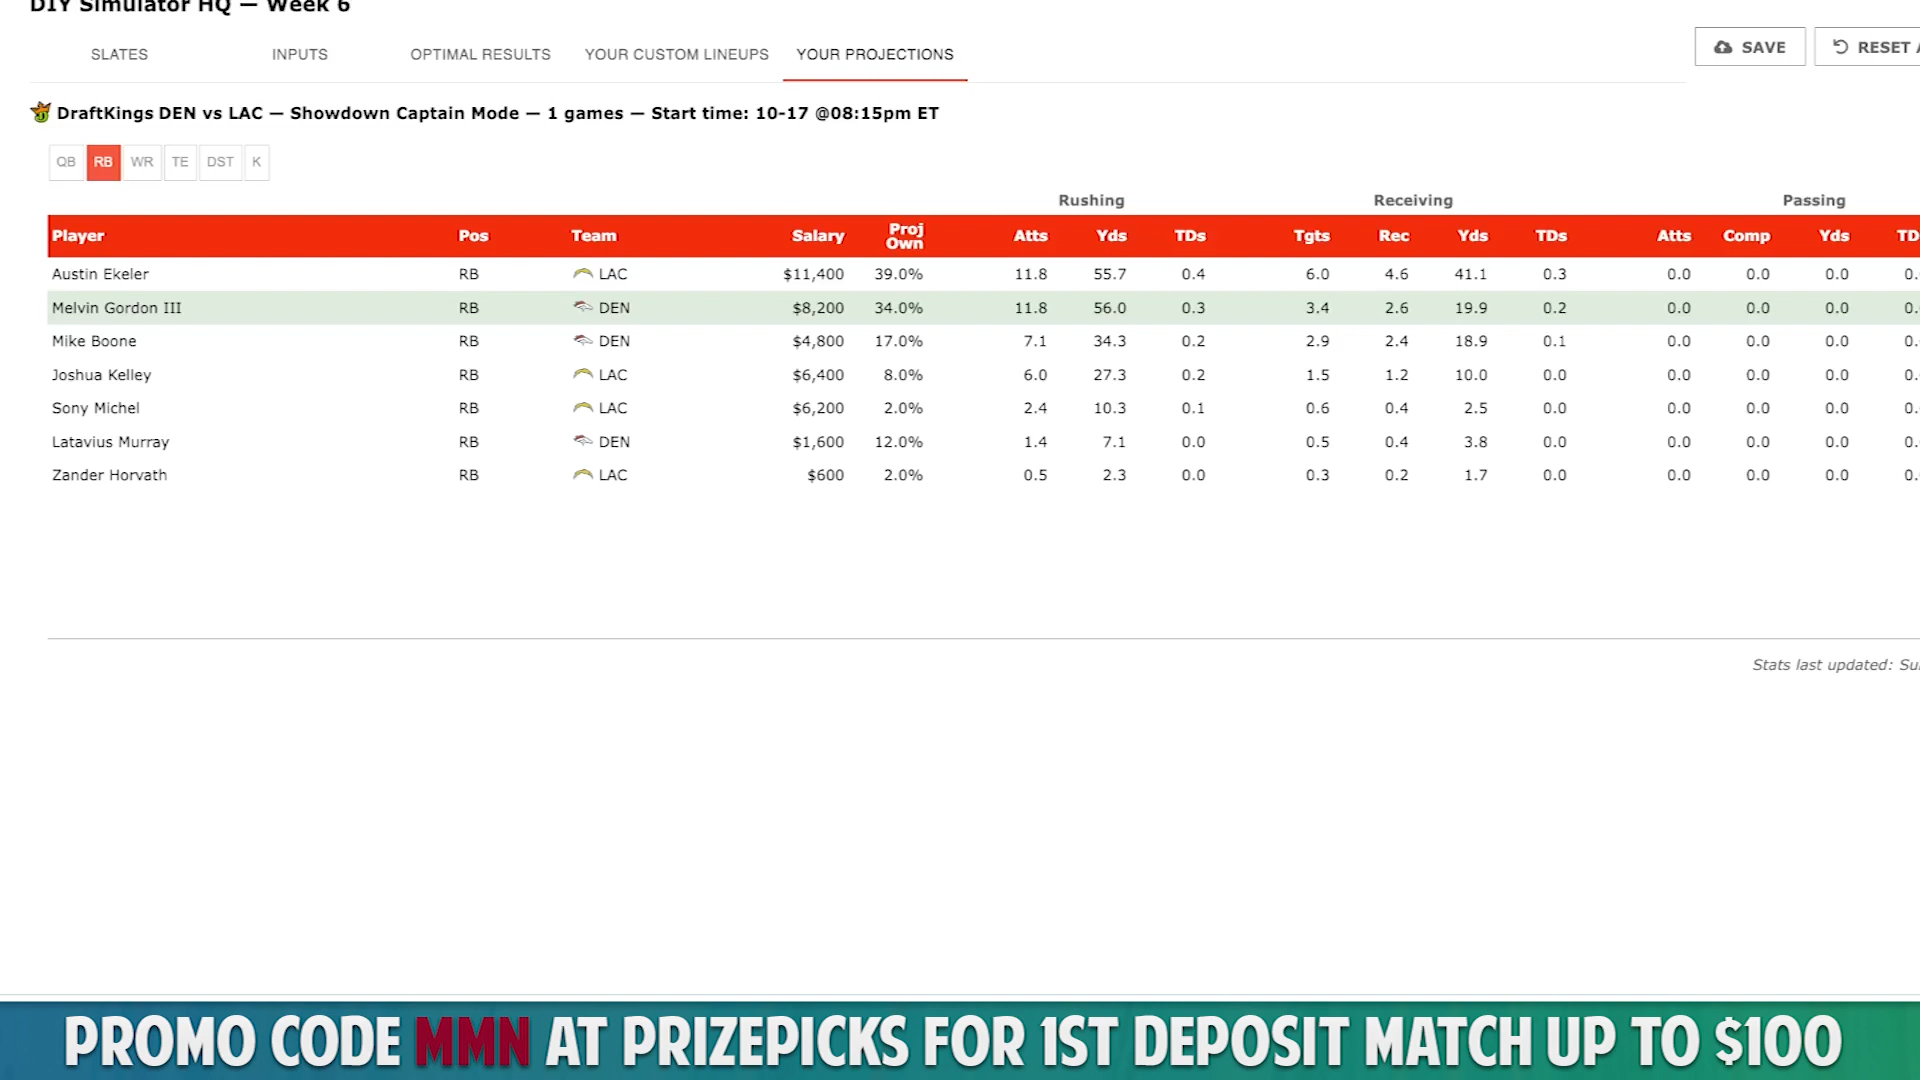 DIY Simulator HQ — Week 6
SLATES INPUTS OPTIMAL RESULTS YOUR CUSTOM LINEUPS YOUR PROJECTIONS
SAVE RESET
DraftKings DEN vs LAC — Showdown Captain Mode — 1 games — Start time: 10-17 @08:15pm ET
QB RB WR TE DST K
Rushing Receiving Passing
Player Pos Team Salary Proj Own Atts Yds TDs Tgts Rec Yds TDs Atts Comp Yds TD
Austin Ekeler RB LAC $11,400 39.0% 11.8 55.7 0.4 6.0 4.6 41.1 0.3 0.0 0.0 0.0 0.
Melvin Gordon III RB DEN $8,200 34.0% 11.8 56.0 0.3 3.4 2.6 19.9 0.2 0.0 0.0 0.0 0.
Mike Boone RB DEN $4,800 17.0% 7.1 34.3 0.2 2.9 2.4 18.9 0.1 0.0 0.0 0.0 0.
Joshua Kelley RB LAC $6,400 8.0% 6.0 27.3 0.2 1.5 1.2 10.0 0.0 0.0 0.0 0.0 0.
Sony Michel RB LAC $6,200 2.0% 2.4 10.3 0.1 0.6 0.4 2.5 0.0 0.0 0.0 0.0 0.
Latavius Murray RB DEN $1,600 12.0% 1.4 7.1 0.0 0.5 0.4 3.8 0.0 0.0 0.0 0.0 0.
Zander Horvath RB LAC $600 2.0% 0.5 2.3 0.0 0.3 0.2 1.7 0.0 0.0 0.0 0.0 0.
Stats last updated: Su
PROMO CODE MMN AT PRIZEPICKS FOR 1ST DEPOSIT MATCH UP TO $100